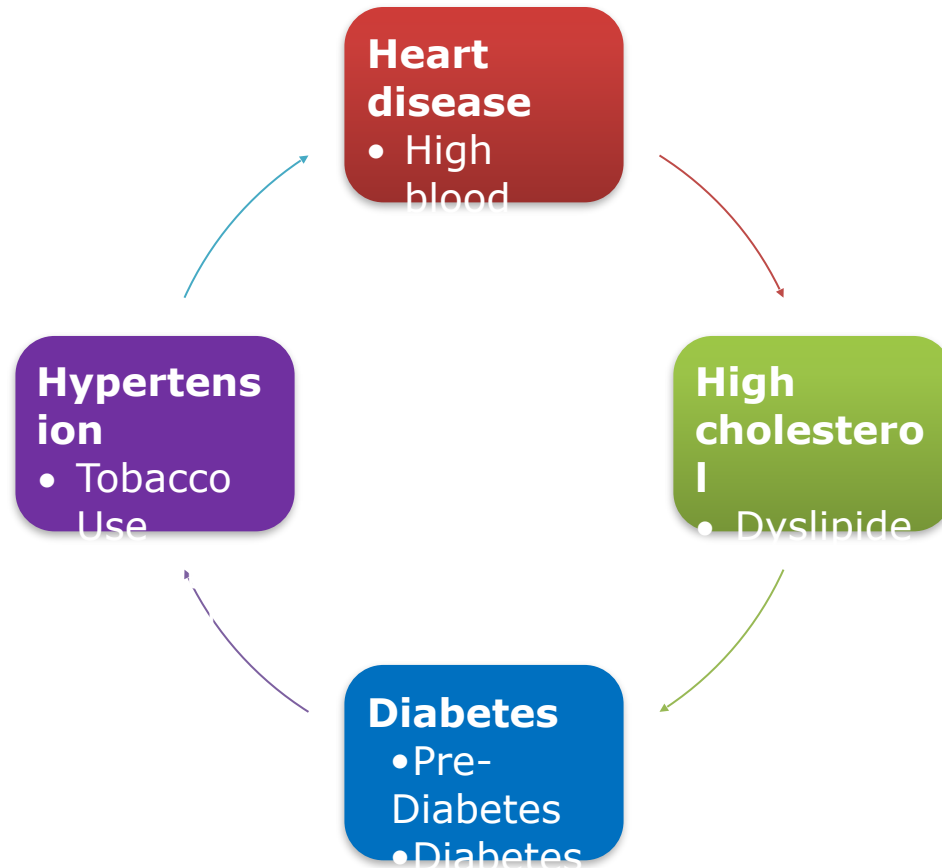 Heart
disease
• High
blood
Hypertens
ion
• Tobacco
Use
High
cholestero
l
• Dyslipide
Diabetes
•Pre-
Diabetes
•Diabetes